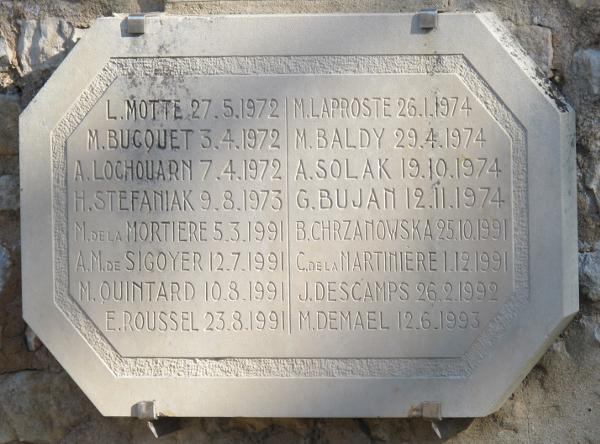 L. MOTTE 27.5.1972
M. BUCQUET 3.4.1972
A. LOCHOUARN 7.4.1972
H. STEFANIAK 9.8.1973
M. DE LA MORTIERE 5.3.1991
A.M. DE SIGOYER 12.7.1991
M. QUINTARD 10.8.1991
E. ROUSSEL 23.8.1991
M. LAPROSTE 26.1.1974
M. BALDY 29.4.1974
A. SOLAK 19.10.1974
G. BUJAN 12.11.1974
B. CHRZANOWSKA 25.10.1991
C. DE LA MARTINIÈRE 1.12.1991
J. DESCAMPS 26.2.1992
M. DEMAEL 12.6.1993